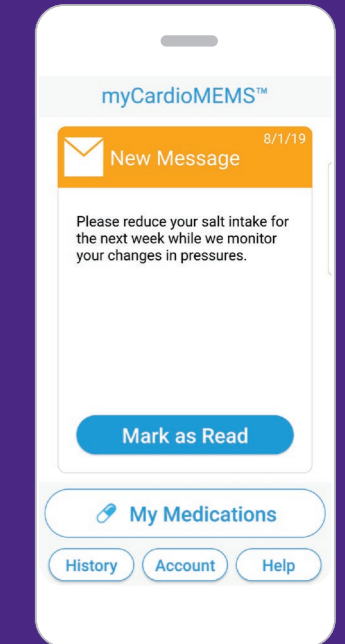 myCardioMEMS™
8/1/19
New Message
Please reduce your salt intake for
the next week while we monitor
your changes in pressures.
Mark as Read
My Medications
History Account Help